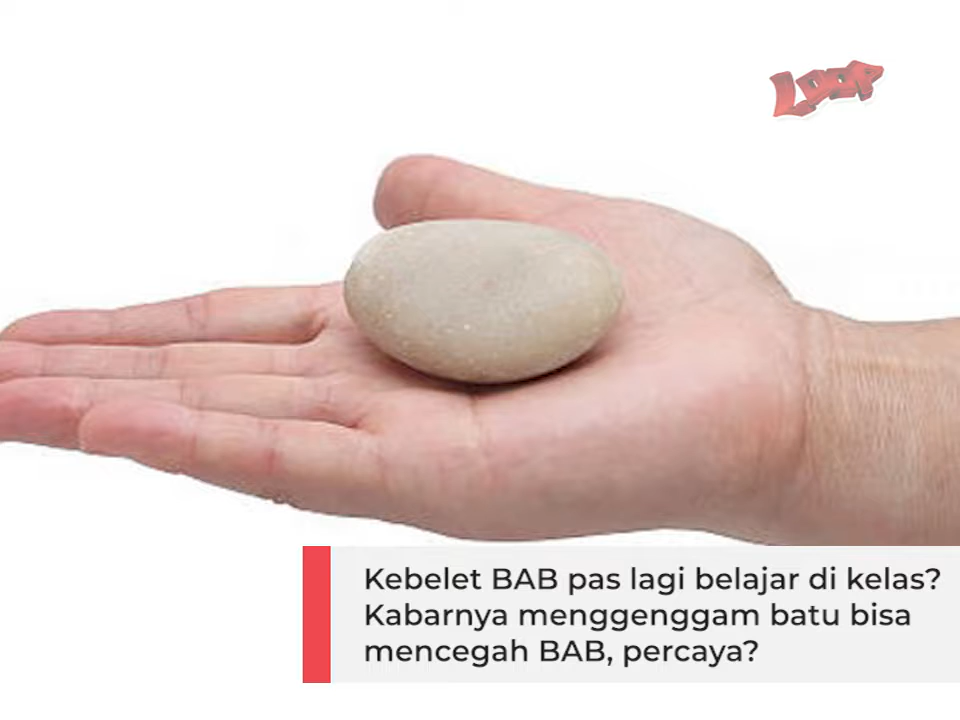 LOOP
Kebelet BAB pas lagi belajar di kelas?
Kabarnya menggenggam batu bisa
mencegah BAB, percaya?